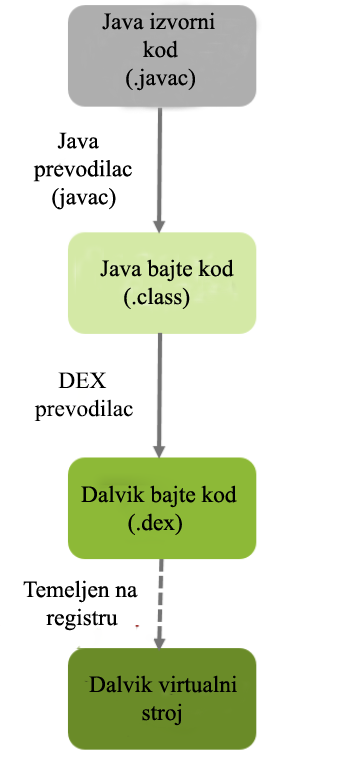 Java izvorni
kod
(.javac)
Java
prevodilac
(javac)
Java bajte kod
(.class)
DEX
prevodilac
Dalvik bajte kod
(.dex)
Temeljen na
registru
Dalvik virtualni
stroj